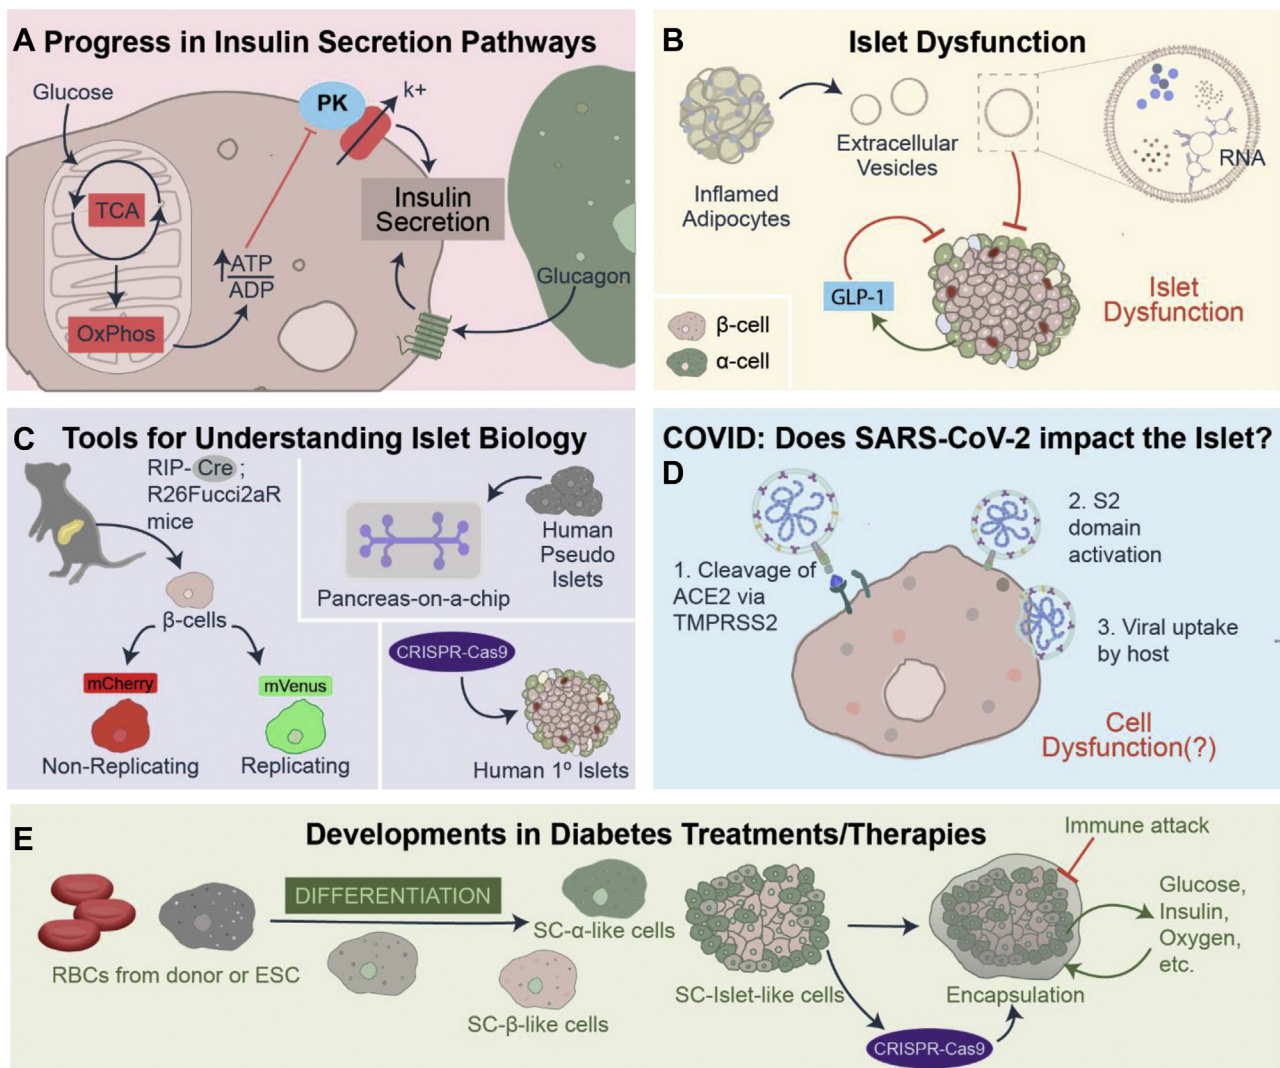 A Progress in Insulin Secretion Pathways
Glucose
PK
k+
TCA
Insulin
Secretion
ATP
ADP
Glucagon
OxPhos
B
Islet Dysfunction
Extracellular
Vesicles
RNA
Inflamed
Adipocytes
GLP-1
Islet
Dysfunction
β-cell
α-cell
C Tools for Understanding Islet Biology
RIP-Cre ;
R26Fucci2aR
mice
β-cells
mCherry
mVenus
Non-Replicating
Replicating
Human
Pseudo
Islets
Pancreas-on-a-chip
CRISPR-Cas9
Human 1º Islets
COVID: Does SARS-CoV-2 impact the Islet?
D
1. Cleavage of
ACE2 via
TMPRSS2
2. S2
domain
activation
3. Viral uptake
by host
Cell
Dysfunction(?)
E
Developments in Diabetes Treatments/Therapies
RBCs from donor or ESC
DIFFERENTIATION
SC-α-like cells
SC-β-like cells
SC-Islet-like cells
CRISPR-Cas9
Encapsulation
Immune attack
Glucose,
Insulin,
Oxygen,
etc.